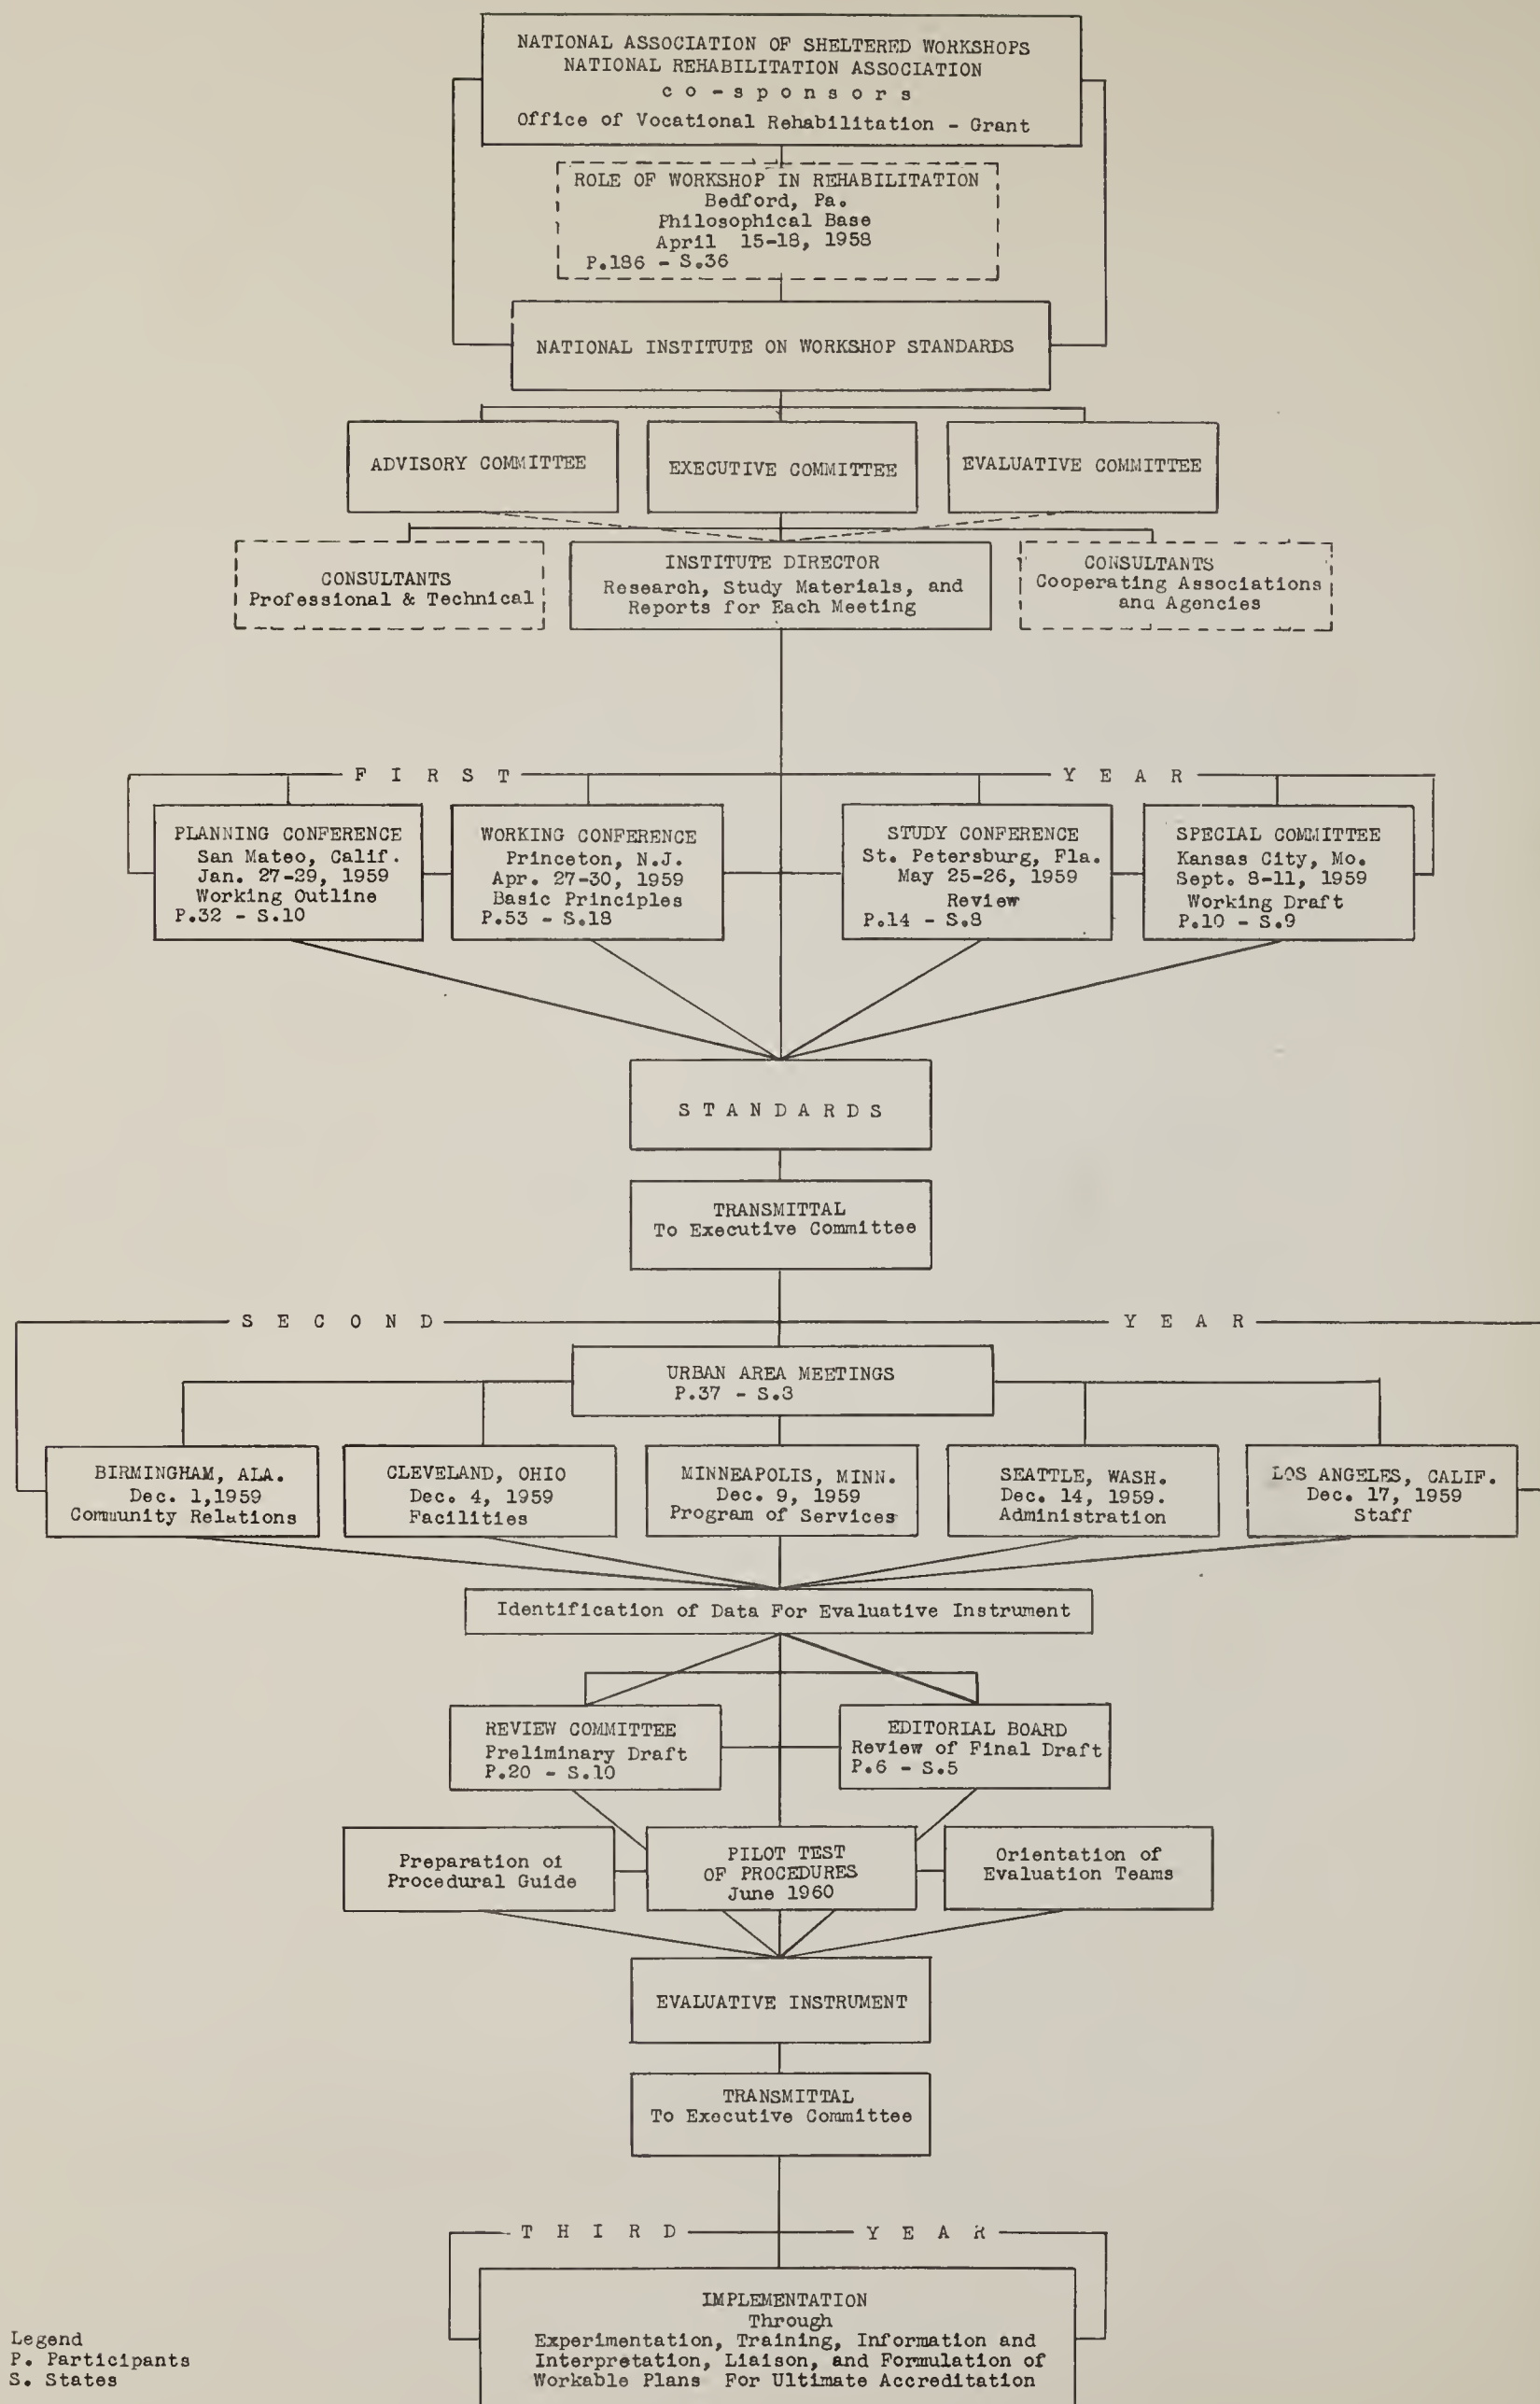 NATIONAL ASSOCIATION OF SHELTERED WORKSHOPS
NATIONAL REHABILITATION ASSOCIATION
co-sponsors
Office of Vocational Rehabilitation - Grant
ROLE OF WORKSHOP IN REHABILITATION
Bedford, Pa.
Philosophical Base
April 15-18, 1958
P.186 - S.36
NATIONAL INSTITUTE ON WORKSHOP STANDARDS
ADVISORY COMMITTEE
EXECUTIVE COMMITTEE
EVALUATIVE COMMITTEE
CONSULTANTS
Professional & Technical
INSTITUTE DIRECTOR
Research, Study Materials, and
Reports for Each Meeting
CONSULTANTS
Cooperating Associations
and Agencies
FIRST YEAR
PLANNING CONFERENCE
San Mateo, Calif.
Jan. 27-29, 1959
Working Outline
P.32 - S.10
WORKING CONFERENCE
Princeton, N.J.
Apr. 27-30, 1959
Basic Principles
P.53 - S.18
STUDY CONFERENCE
St. Petersburg, Fla.
May 25-26, 1959
Review
P.14 - S.8
SPECIAL COMMITTEE
Kansas City, Mo.
Sept. 8-11, 1959
Working Draft
P.10 - S.9
STANDARDS
TRANSMITTAL
To Executive Committee
SECOND YEAR
URBAN AREA MEETINGS
P.37 - S.3
BIRMINGHAM, ALA.
Dec. 1,1959
Community Relations
CLEVELAND, OHIO
Dec. 4, 1959
Facilities
MINNEAPOLIS, MINN.
Dec. 9, 1959
Program of Services
SEATTLE, WASH.
Dec. 14, 1959.
Administration
LOS ANGELES, CALIF.
Dec. 17, 1959
Staff
Identification of Data For Evaluative Instrument
REVIEW COMMITTEE
Preliminary Draft
P.20 - S.10
EDITORIAL BOARD
Review of Final Draft
P.6 - S.5
Preparation of
Procedural Guide
PILOT TEST
OF PROCEDURES
June 1960
Orientation of
Evaluation Teams
EVALUATIVE INSTRUMENT
TRANSMITTAL
To Executive Committee
THIRD YEAR
IMPLEMENTATION
Through
Experimentation, Training, Information and
Interpretation, Liaison, and Formulation of
Workable Plans For Ultimate Accreditation
Legend
P. Participants
S. States